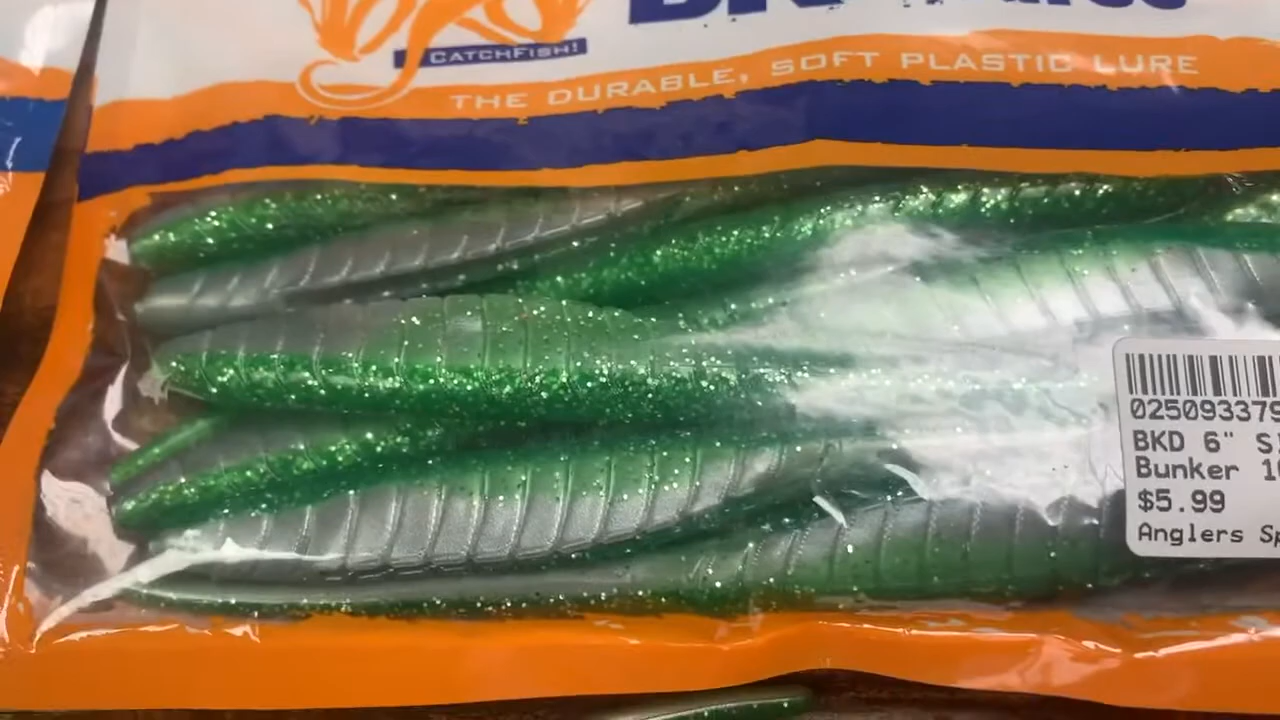 CATCHFISH!
THE DURABLE, SOFT PLASTIC LURE
025093379
BKD 6"
Bunker
$5.99
Anglers